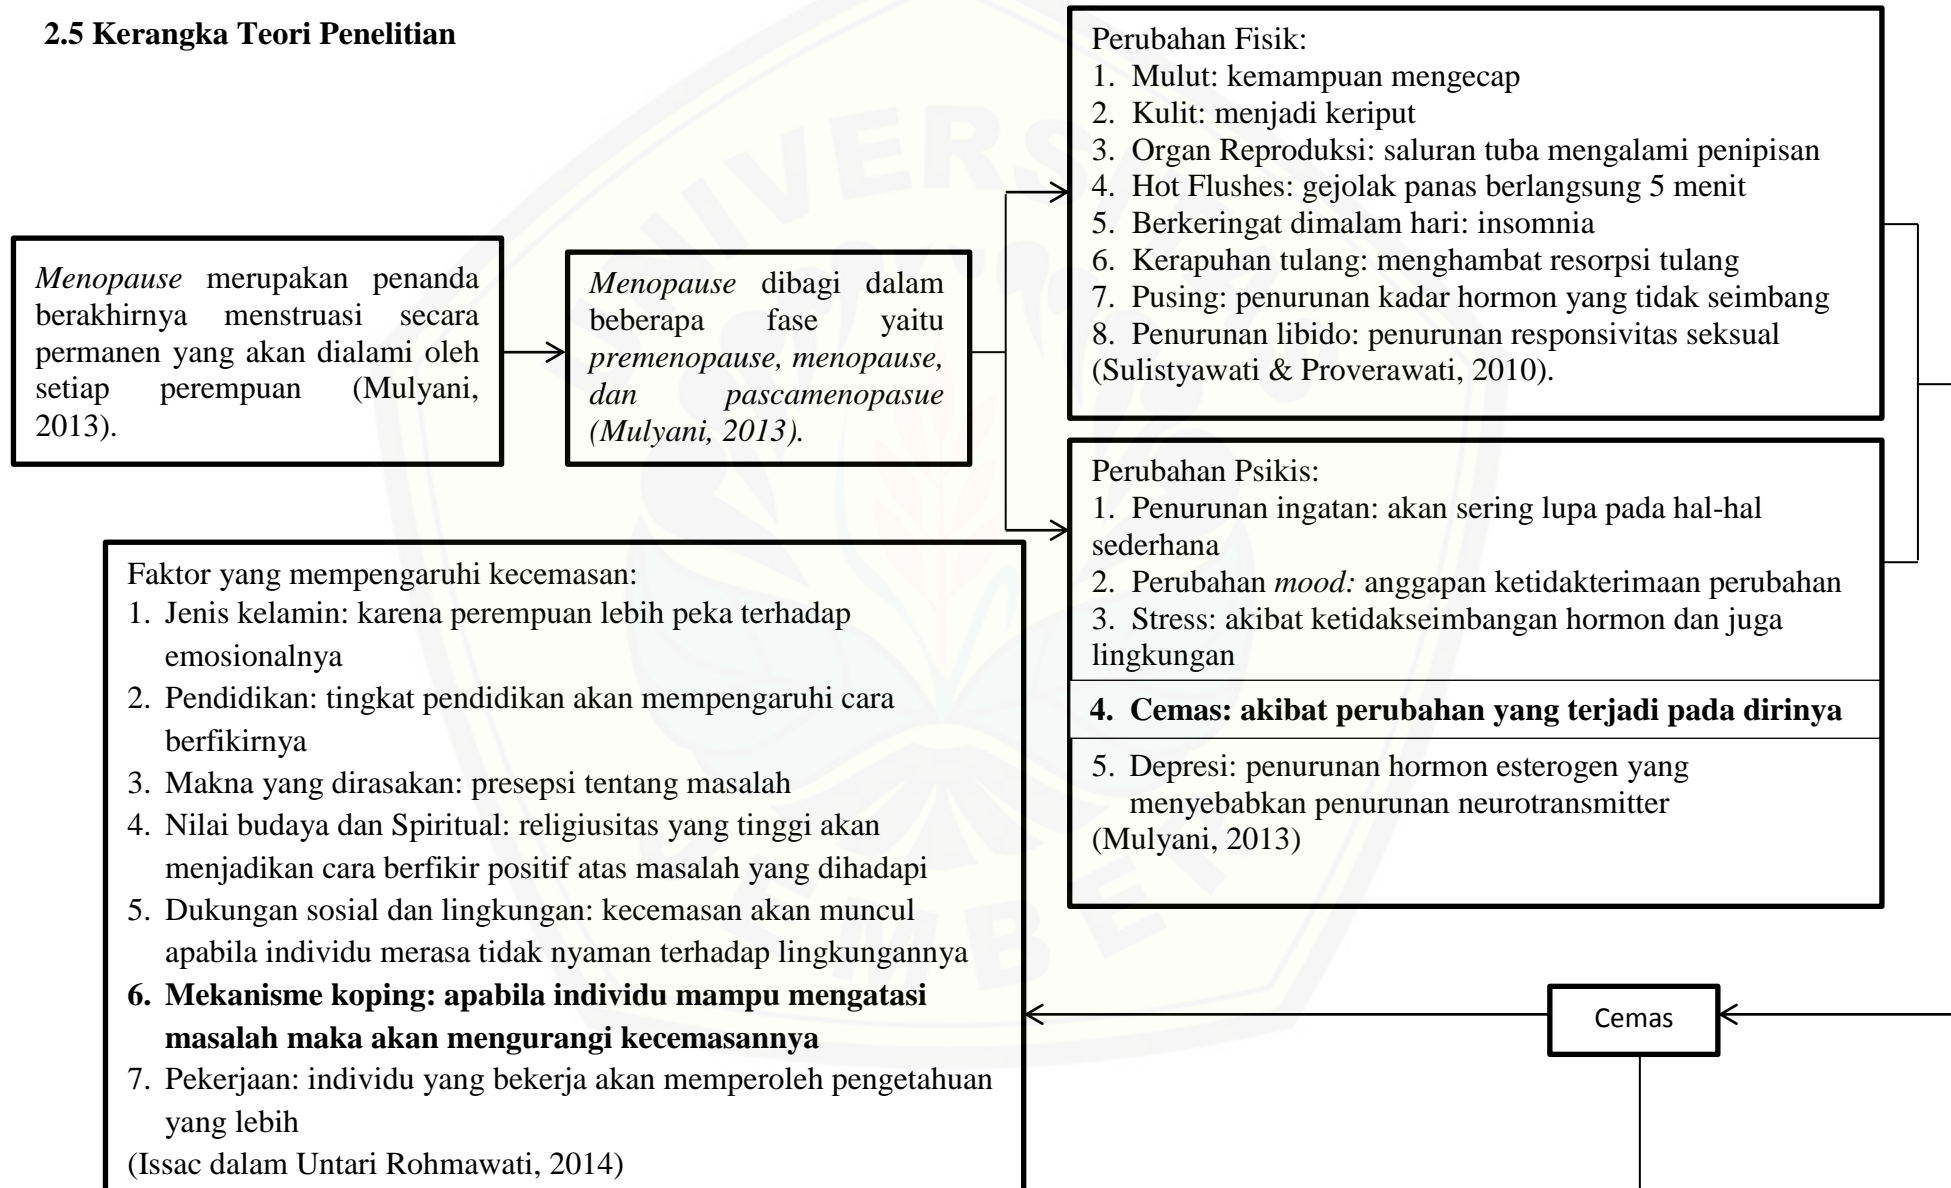 2.5 Kerangka Teori Penelitian
Menopause merupakan penanda
berakhirnya menstruasi secara
permanen yang akan dialami oleh
setiap perempuan (Mulyani,
2013).
Menopause dibagi dalam
beberapa fase yaitu
premenopause, menopause,
dan pascamenopasue
(Mulyani, 2013).
Perubahan Fisik:
1. Mulut: kemampuan mengecap
2. Kulit: menjadi keriput
3. Organ Reproduksi: saluran tuba mengalami penipisan
4. Hot Flushes: gejolak panas berlangsung 5 menit
5. Berkeringat dimalam hari: insomnia
6. Kerapuhan tulang: menghambat resorpsi tulang
7. Pusing: penurunan kadar hormon yang tidak seimbang
8. Penurunan libido: penurunan responsivitas seksual
(Sulistyawati & Proverawati, 2010).
Perubahan Psikis:
1. Penurunan ingatan: akan sering lupa pada hal-hal
sederhana
2. Perubahan mood: anggapan ketidakterimaan perubahan
3. Stress: akibat ketidakseimbangan hormon dan juga
lingkungan
4. Cemas: akibat perubahan yang terjadi pada dirinya
5. Depresi: penurunan hormon esterogen yang
menyebabkan penurunan neurotransmitter
(Mulyani, 2013)
Faktor yang mempengaruhi kecemasan:
1. Jenis kelamin: karena perempuan lebih peka terhadap
emosionalnya
2. Pendidikan: tingkat pendidikan akan mempengaruhi cara
berfikirnya
3. Makna yang dirasakan: presepsi tentang masalah
4. Nilai budaya dan Spiritual: religiusitas yang tinggi akan
menjadikan cara berfikir positif atas masalah yang dihadapi
5. Dukungan sosial dan lingkungan: kecemasan akan muncul
apabila individu merasa tidak nyaman terhadap lingkungannya
6. Mekanisme koping: apabila individu mampu mengatasi
masalah maka akan mengurangi kecemasannya
7. Pekerjaan: individu yang bekerja akan memperoleh pengetahuan
yang lebih
(Issac dalam Untari Rohmawati, 2014)
Cemas